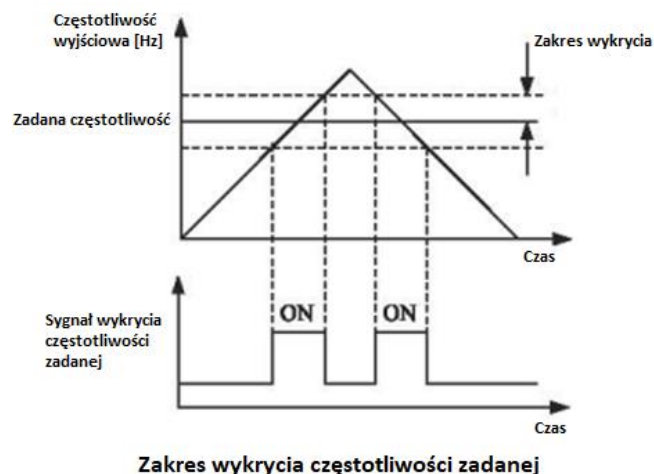 Częstotliwość
wyjściowa [Hz]
Zakres wykrycia
Zadana częstotliwość
Czas
Sygnał wykrycia
częstotliwości
zadanej
ON
ON
Czas
Zakres wykrycia częstotliwości zadanej